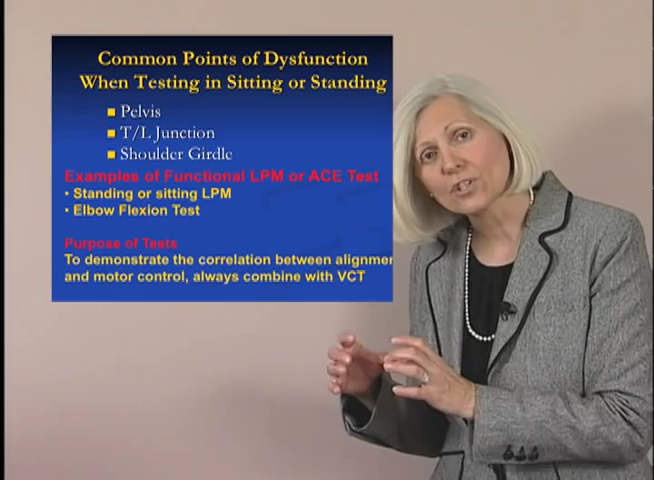 Common Points of Dysfunction
When Testing in Sitting or Standing
■ Pelvis
■ T/L Junction
■ Shoulder Girdle
Examples of Functional LPM or ACE Test
• Standing or sitting LPM
• Elbow Flexion Test
Purpose of Tests
To demonstrate the correlation between alignmen
and motor control, always combine with VCT